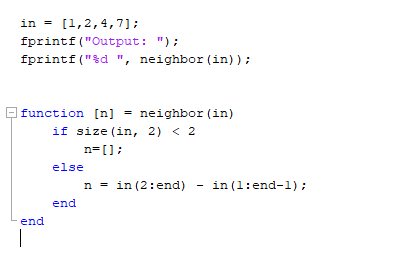 in = [1,2,4,7];
fprintf("Output: ");
fprintf("%d ", neighbor(in));
function [n] = neighbor(in)
if size(in, 2) < 2
n=[];
else
n = in(2:end) - in(1:end-1);
end
end